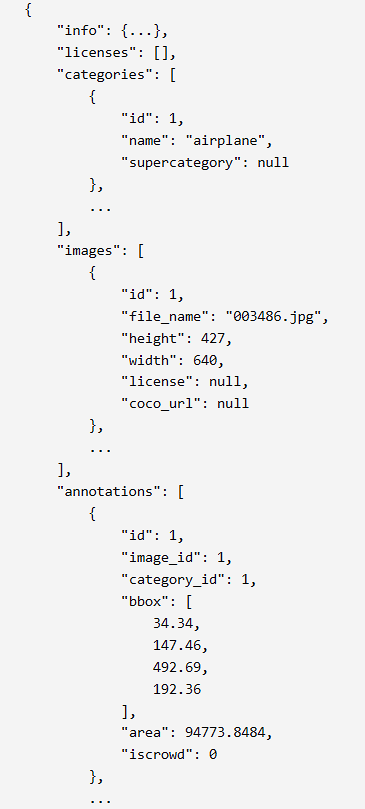 {
"info": {...},
"licenses": [],
"categories": [
{
"id": 1,
"name": "airplane",
"supercategory": null
},
...
],
"images": [
{
"id": 1,
"file_name": "003486.jpg",
"height": 427,
"width": 640,
"license": null,
"coco_url": null
},
...
],
"annotations": [
{
"id": 1,
"image_id": 1,
"category_id": 1,
"bbox": [
34.34,
147.46,
492.69,
192.36
],
"area": 94773.8484,
"iscrowd": 0
},
...